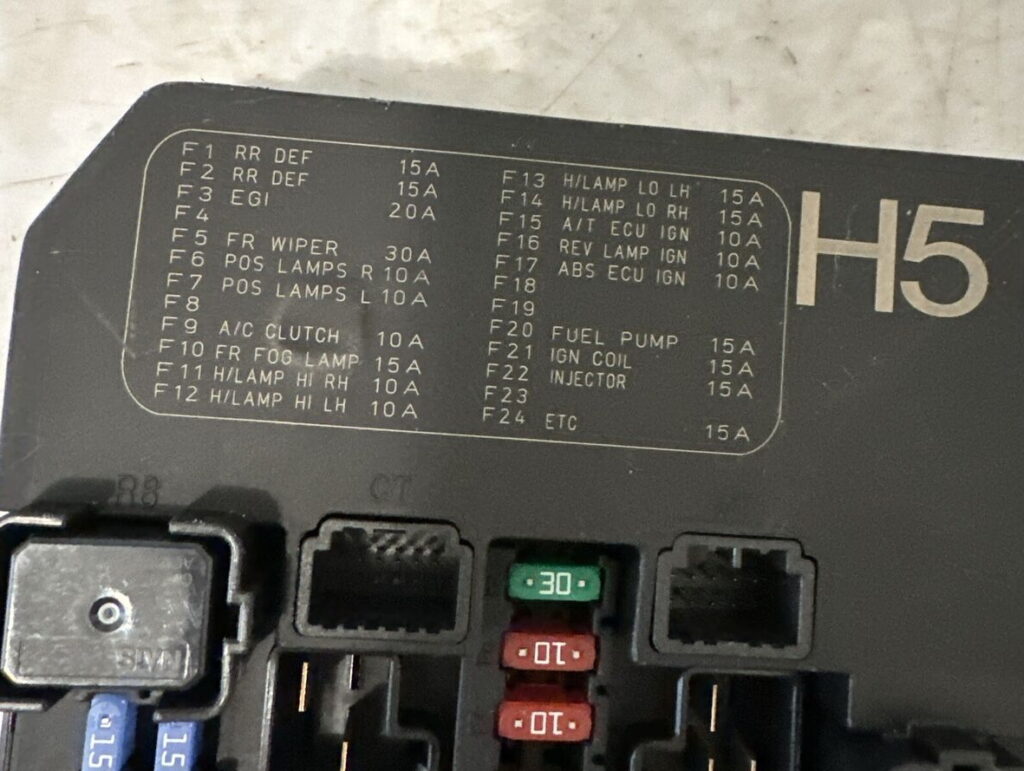 F1 RR DEF 15A
F2 RR DEF 15A
F3 EGI 20A
F4
F5 FR WIPER 30A
F6 POS LAMPS R 10A
F7 POS LAMPS L 10A
F8
F9 A/C CLUTCH 10A
F10 FR FOG LAMP 15A
F11 H/LAMP HI RH 10A
F12 H/LAMP HI LH 10A
F13 H/LAMP LO LH 15A
F14 H/LAMP LO RH 15A
F15 A/T ECU IGN 10A
F16 REV LAMP IGN 10A
F17 ABS ECU IGN 10A
F18
F19
F20 FUEL PUMP 15A
F21 IGN COIL 15A
F22 INJECTOR 15A
F23
F24 ETC 15A
H5
R8
30
10
10
15
15